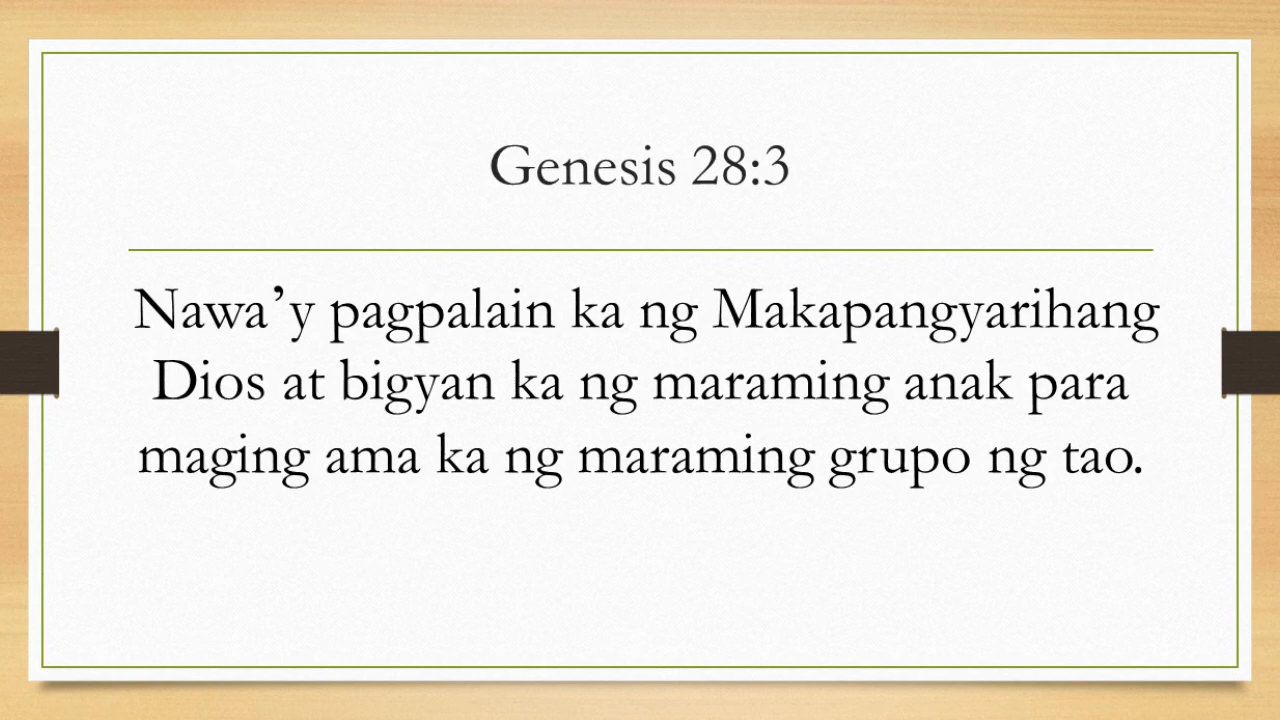 Genesis 28:3
Nawa’y pagpalain ka ng Makapangyarihang
Dios at bigyan ka ng maraming anak para
maging ama ka ng maraming grupo ng tao.